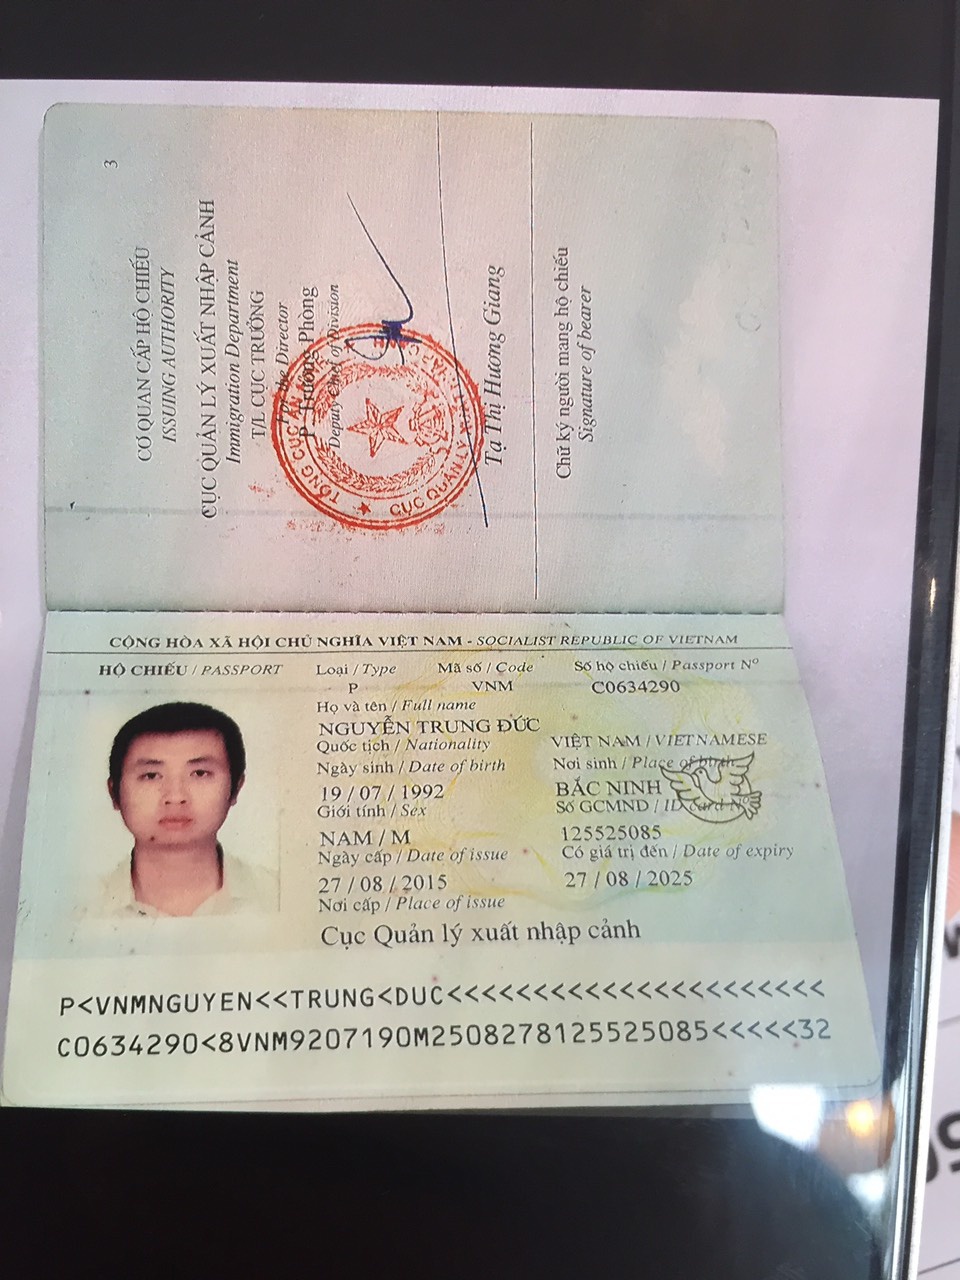 3
CƠ QUAN CẤP HỘ CHIẾU
ISSUING AUTHORITY
CỤC QUẢN LÝ XUẤT NHẬP CẢNH
Immigration Department
T/L CỤC TRƯỞNG
For the Director
P Trưởng Phòng
Deputy Chief of Division
TỔNG CỤC AN
CỤC QUẢN LÝ
Tạ Thị Hương Giang
Chữ ký người mang hộ chiếu
Signature of bearer
CỘNG HÒA XÃ HỘI CHỦ NGHĨA VIỆT NAM - SOCIALIST REPUBLIC OF VIETNAM
HỘ CHIẾU / PASSPORT Loại / Type Mã số / Code Số hộ chiếu / Passport Nº
P VNM C0634290
Họ và tên / Full name
NGUYỄN TRUNG ĐỨC
Quốc tịch / Nationality VIỆT NAM / VIETNAMESE
Ngày sinh / Date of birth Nơi sinh / Place of birth
19 / 07 / 1992 BẮC NINH
Giới tính / Sex Số GCMND / ID card Nº
NAM / M 125525085
Ngày cấp / Date of issue Có giá trị đến / Date of expiry
27 / 08 / 2015 27 / 08 / 2025
Nơi cấp / Place of issue
Cục Quản lý xuất nhập cảnh
P<VNMNGUYEN<<TRUNG<DUC<<<<<<<<<<<<<<<<<<<<<<
C0634290<8VNM9207190M2508278125525085<<<<<32